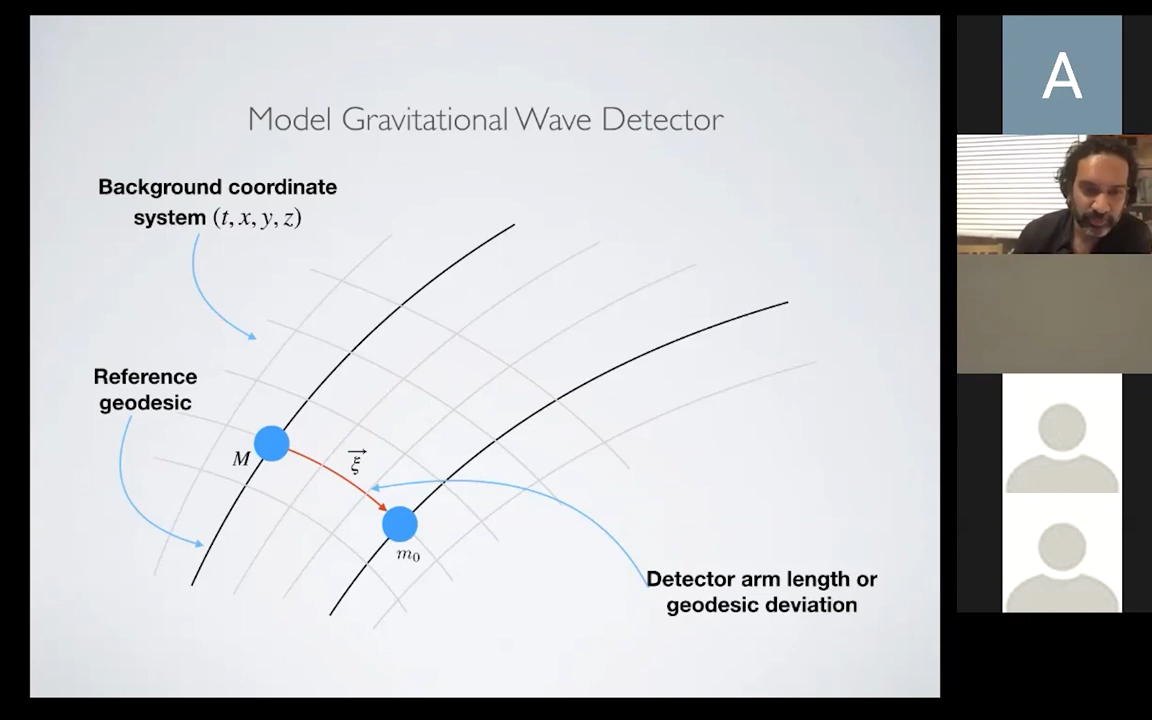 Model Gravitational Wave Detector
Background coordinate
system (t, x, y, z)
Reference
geodesic
M
ξ⃗
m₀
Detector arm length or
geodesic deviation
A